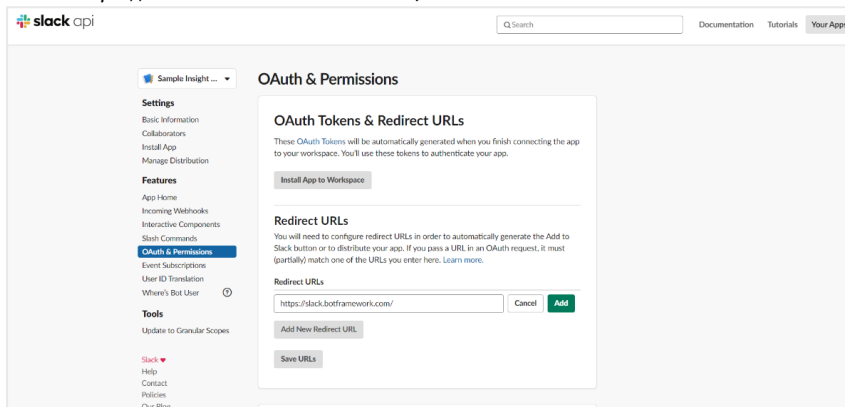 slack api
Search
Documentation
Tutorials
Your Apps
Sample Insight ...
Settings
Basic Information
Collaborators
Install App
Manage Distribution
Features
App Home
Incoming Webhooks
Interactive Components
Slash Commands
OAuth & Permissions
Event Subscriptions
User ID Translation
Where's Bot User
Tools
Update to Granular Scopes
Slack ♥
Help
Contact
Policies
Our Blog
OAuth & Permissions
OAuth Tokens & Redirect URLs
These OAuth Tokens will be automatically generated when you finish connecting the app
to your workspace. You'll use these tokens to authenticate your app.
Install App to Workspace
Redirect URLs
You will need to configure redirect URLs in order to automatically generate the Add to
Slack button or to distribute your app. If you pass a URL in an OAuth request, it must
(partially) match one of the URLs you enter here. Learn more.
Redirect URLs
https://slack.botframework.com/
Cancel
Add
Add New Redirect URL
Save URLs